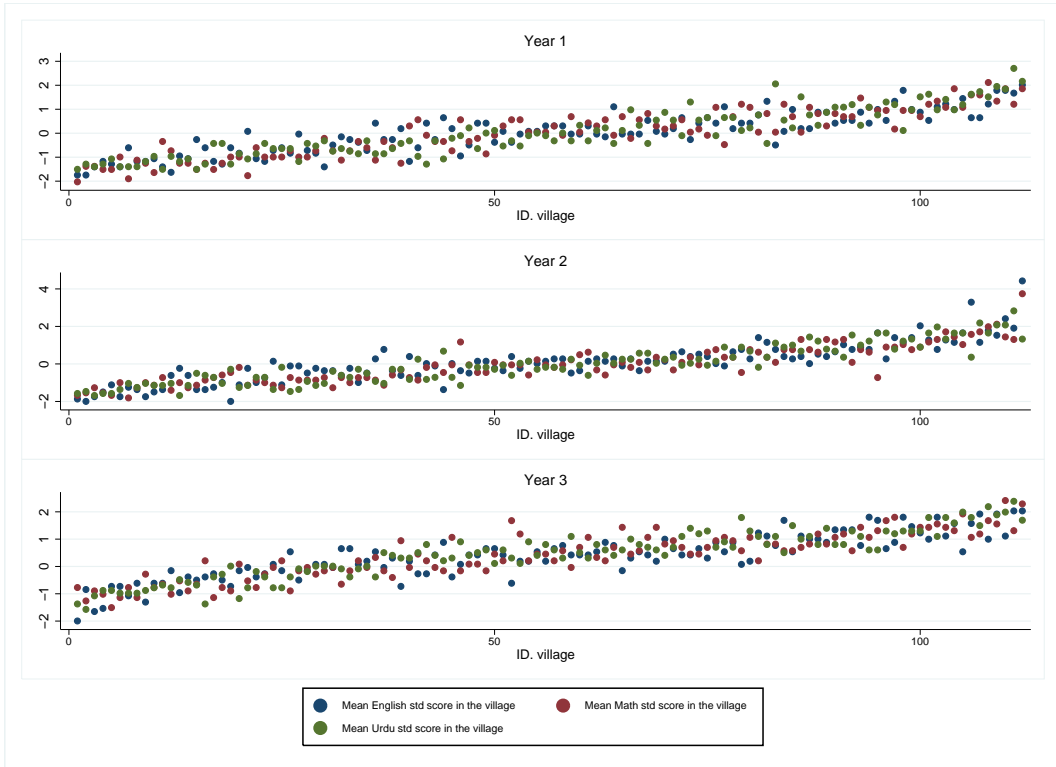 Year 1
3
2
1
0
−1
−2
0
50
100
ID. village
Year 2
4
2
0
−2
0
50
100
ID. village
Year 3
2
1
0
−1
−2
0
50
100
ID. village
Mean English std score in the village
Mean Math std score in the village
Mean Urdu std score in the village